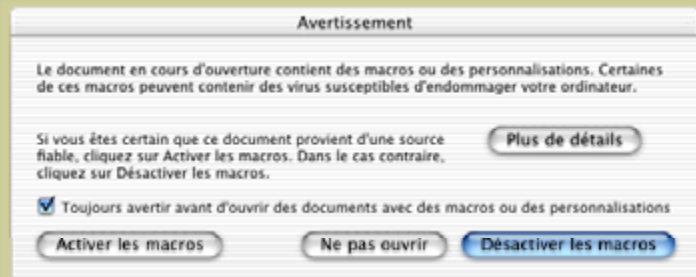 Avertissement
Le document en cours d'ouverture contient des macros ou des personnalisations. Certaines
de ces macros peuvent contenir des virus susceptibles d'endommager votre ordinateur.
Si vous êtes certain que ce document provient d'une source
fiable, cliquez sur Activer les macros. Dans le cas contraire,
cliquez sur Désactiver les macros.
Plus de détails
Toujours avertir avant d'ouvrir des documents avec des macros ou des personnalisations
Activer les macros
Ne pas ouvrir
Désactiver les macros